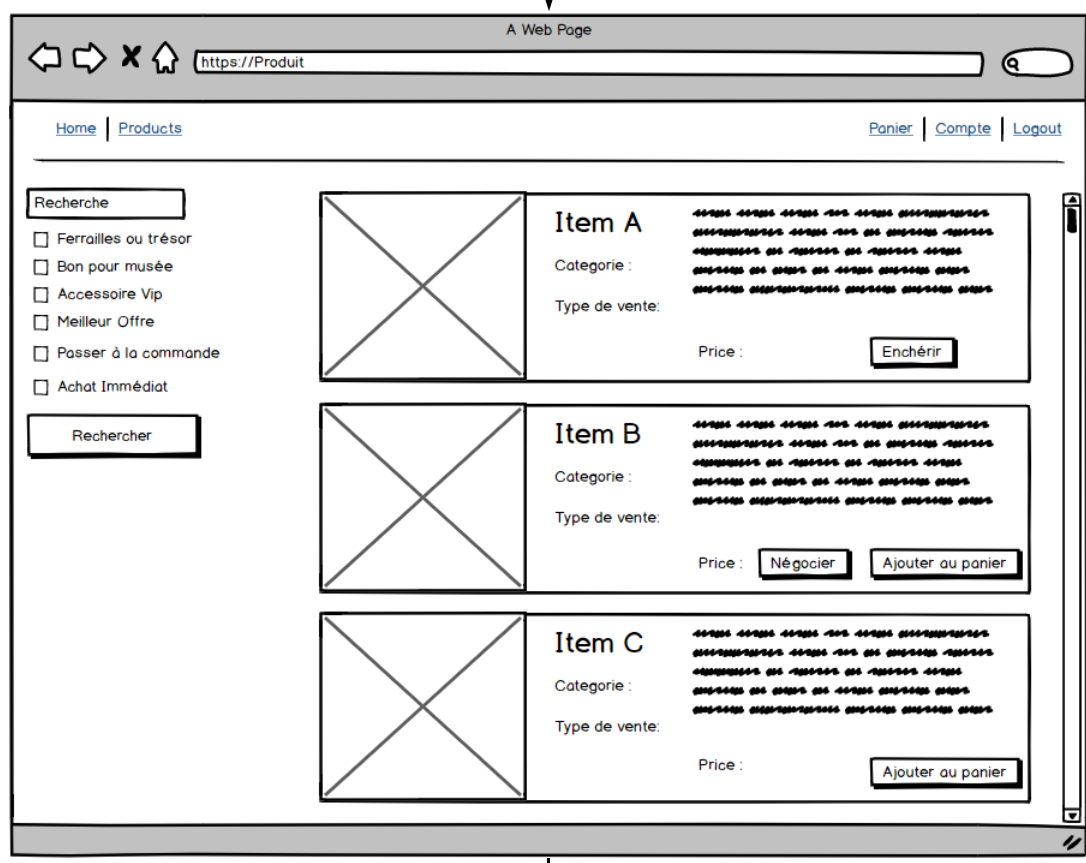 A Web Page
https://Produit
Home Products Panier Compte Logout
Recherche
Ferrailles ou trésor
Bon pour musée
Accessoire Vip
Meilleur Offre
Passer à la commande
Achat Immédiat
Rechercher
Item A
Categorie :
Type de vente:
Price : Enchérir
Item B
Categorie :
Type de vente:
Price : Négocier Ajouter au panier
Item C
Categorie :
Type de vente:
Price : Ajouter au panier